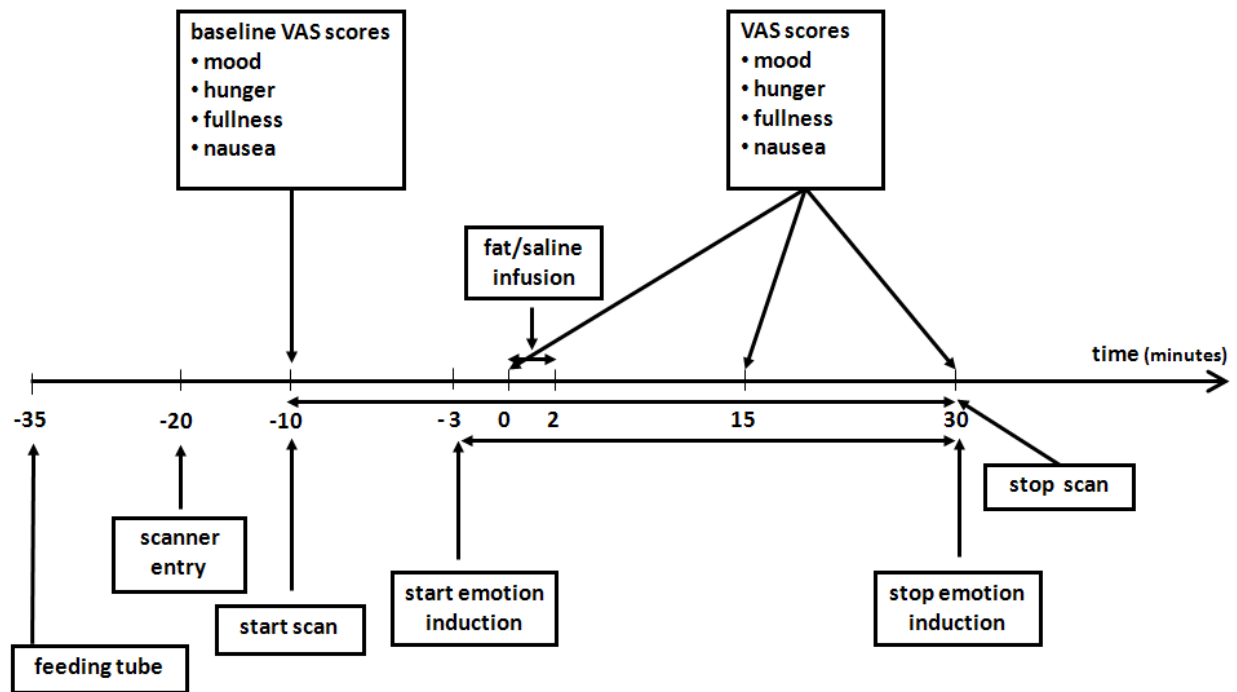 baseline VAS scores
• mood
• hunger
• fullness
• nausea
VAS scores
• mood
• hunger
• fullness
• nausea
fat/saline
infusion
time (minutes)
-35
-20
-10
- 3
0
2
15
30
stop scan
scanner
entry
start emotion
induction
stop emotion
induction
start scan
feeding tube